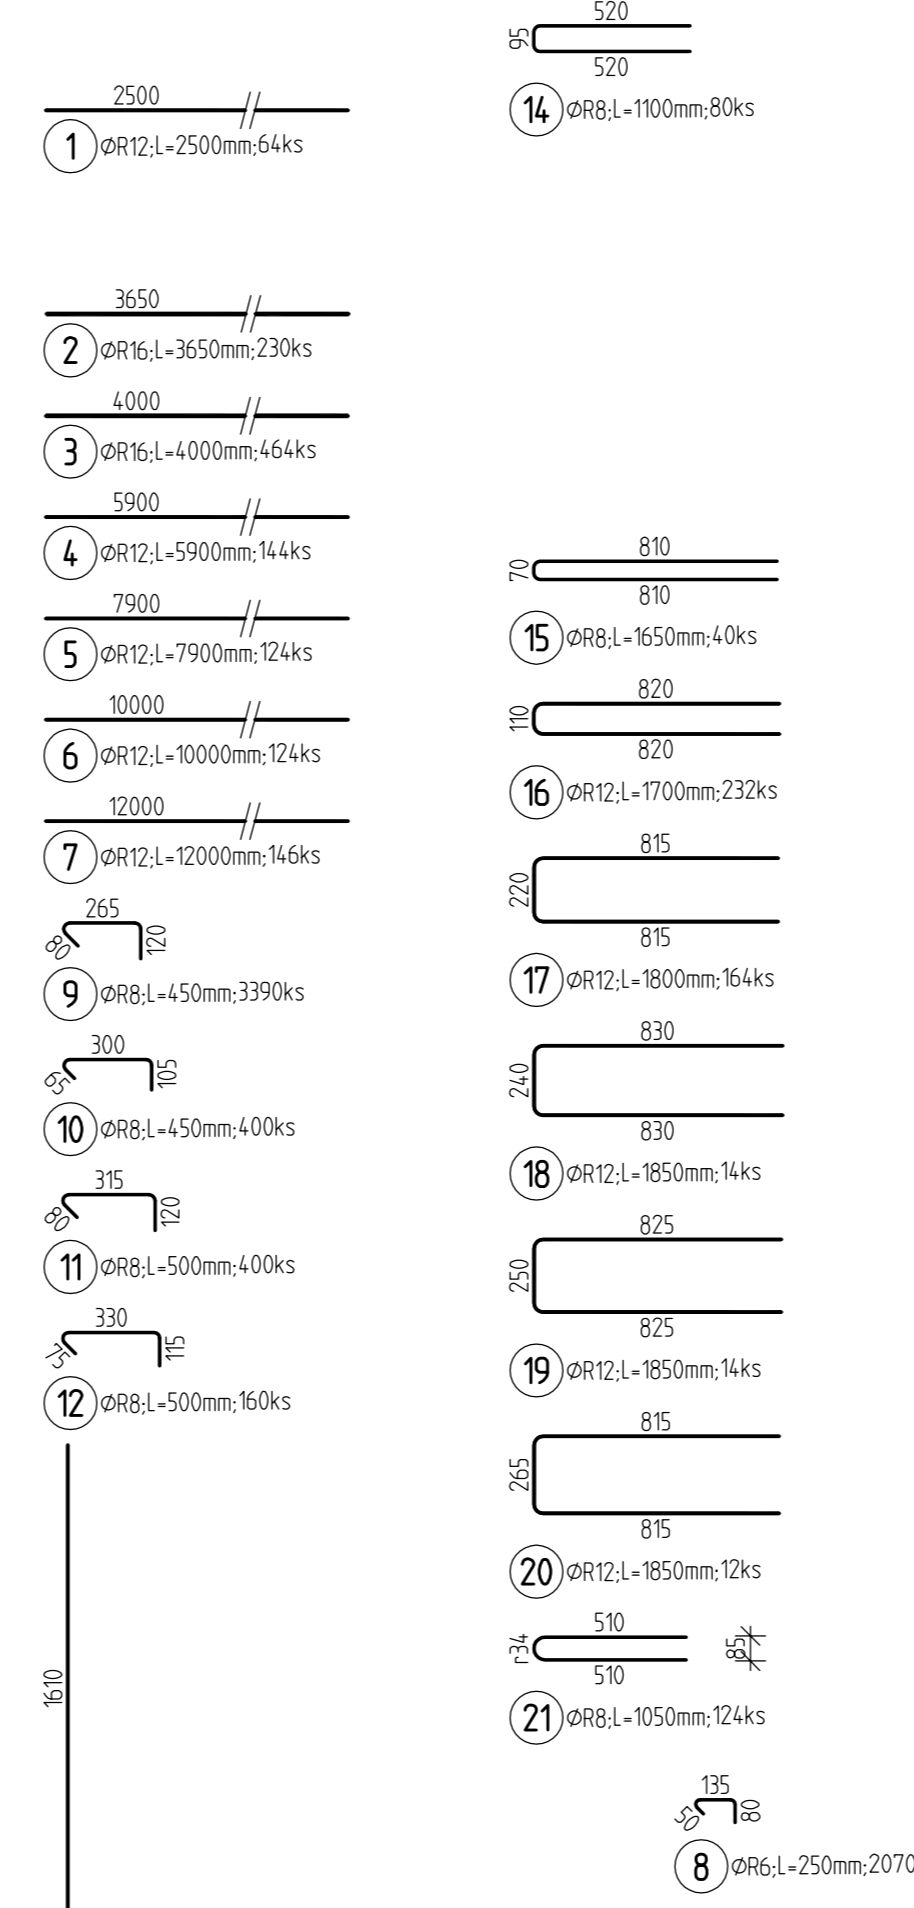 2500
1 ØR12;L=2500mm;64ks
3650
2 ØR16;L=3650mm;230ks
4000
3 ØR16;L=4000mm;464ks
5900
4 ØR12;L=5900mm;144ks
7900
5 ØR12;L=7900mm;124ks
10000
6 ØR12;L=10000mm;124ks
12000
7 ØR12;L=12000mm;146ks
265
80
120
9 ØR8;L=450mm;3390ks
300
65
105
10 ØR8;L=450mm;400ks
315
80
120
11 ØR8;L=500mm;400ks
330
75
115
12 ØR8;L=500mm;160ks
1610
520
95
520
14 ØR8;L=1100mm;80ks
810
70
810
15 ØR8;L=1650mm;40ks
820
110
820
16 ØR12;L=1700mm;232ks
815
220
815
17 ØR12;L=1800mm;164ks
830
240
830
18 ØR12;L=1850mm;14ks
825
250
825
19 ØR12;L=1850mm;14ks
815
265
815
20 ØR12;L=1850mm;12ks
510
r34
85
510
21 ØR8;L=1050mm;124ks
135
50
80
8 ØR6;L=250mm;2070